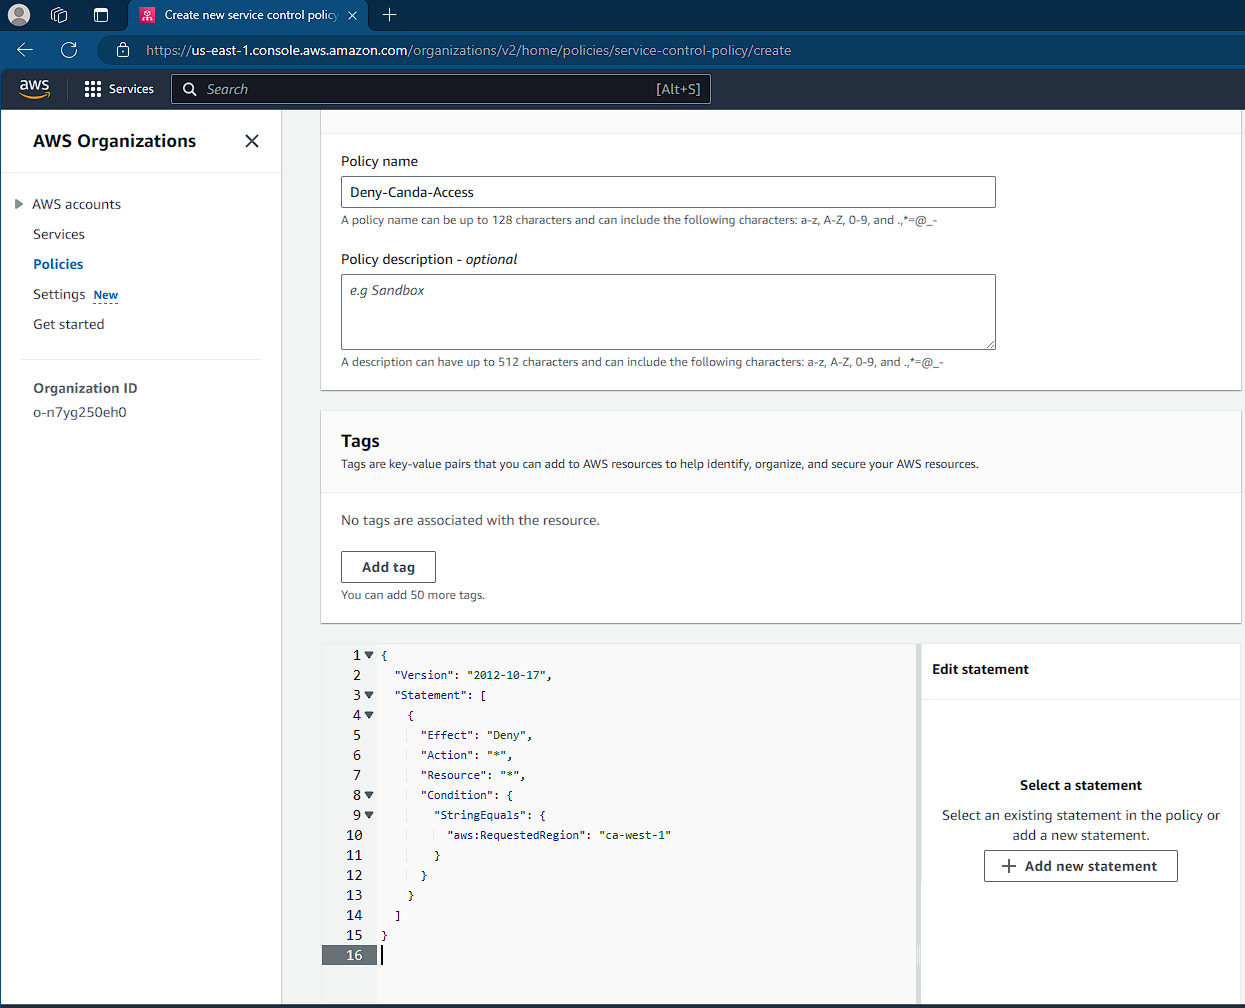 Create new service control policy
https://us-east-1.console.aws.amazon.com/organizations/v2/home/policies/service-control-policy/create
aws
Services
Search
[Alt+S]
AWS Organizations
AWS accounts
Services
Policies
Settings New
Get started
Organization ID
o-n7yg250eh0
Policy name
Deny-Canda-Access
A policy name can be up to 128 characters and can include the following characters: a-z, A-Z, 0-9, and .,*=@_-
Policy description - optional
e.g Sandbox
A description can have up to 512 characters and can include the following characters: a-z, A-Z, 0-9, and .,*=@_-
Tags
Tags are key-value pairs that you can add to AWS resources to help identify, organize, and secure your AWS resources.
No tags are associated with the resource.
Add tag
You can add 50 more tags.
1 {
2 "Version": "2012-10-17",
3 "Statement": [
4 {
5 "Effect": "Deny",
6 "Action": "*",
7 "Resource": "*",
8 "Condition": {
9 "StringEquals": {
10 "aws:RequestedRegion": "ca-west-1"
11 }
12 }
13 }
14 ]
15 }
16
Edit statement
Select a statement
Select an existing statement in the policy or
add a new statement.
+ Add new statement